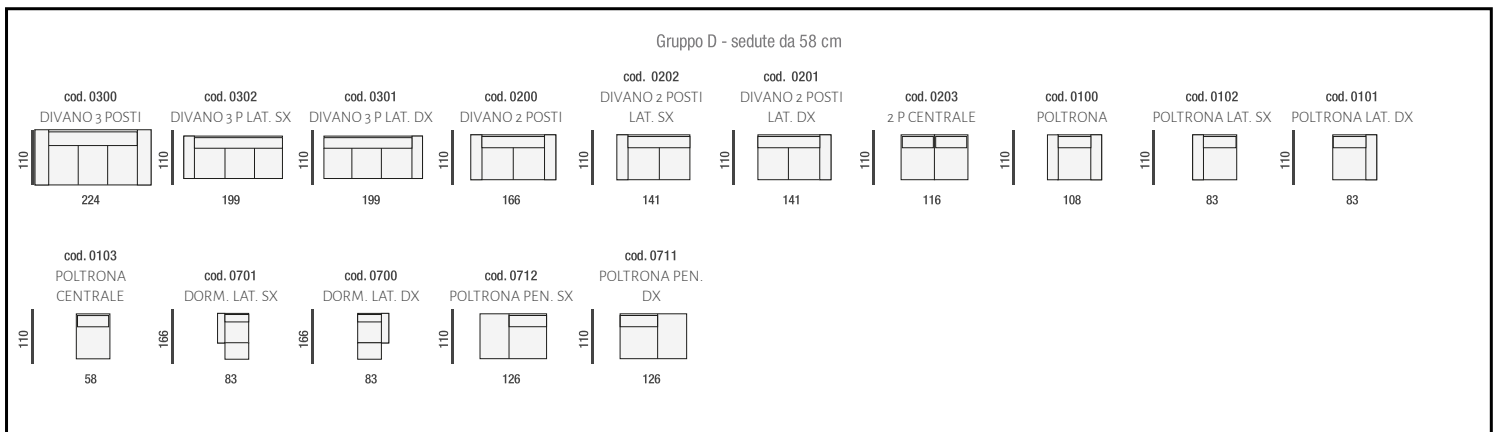 Gruppo D - sedute da 58 cm
cod. 0300
DIVANO 3 POSTI
110
224
cod. 0302
DIVANO 3 P LAT. SX
110
199
cod. 0301
DIVANO 3 P LAT. DX
110
199
cod. 0200
DIVANO 2 POSTI
110
166
cod. 0202
DIVANO 2 POSTI
LAT. SX
110
141
cod. 0201
DIVANO 2 POSTI
LAT. DX
110
141
cod. 0203
2 P CENTRALE
110
116
cod. 0100
POLTRONA
110
108
cod. 0102
POLTRONA LAT. SX
110
83
cod. 0101
POLTRONA LAT. DX
110
83
cod. 0103
POLTRONA
CENTRALE
110
58
cod. 0701
DORM. LAT. SX
166
83
cod. 0700
DORM. LAT. DX
166
83
cod. 0712
POLTRONA PEN. SX
110
126
cod. 0711
POLTRONA PEN.
DX
110
126